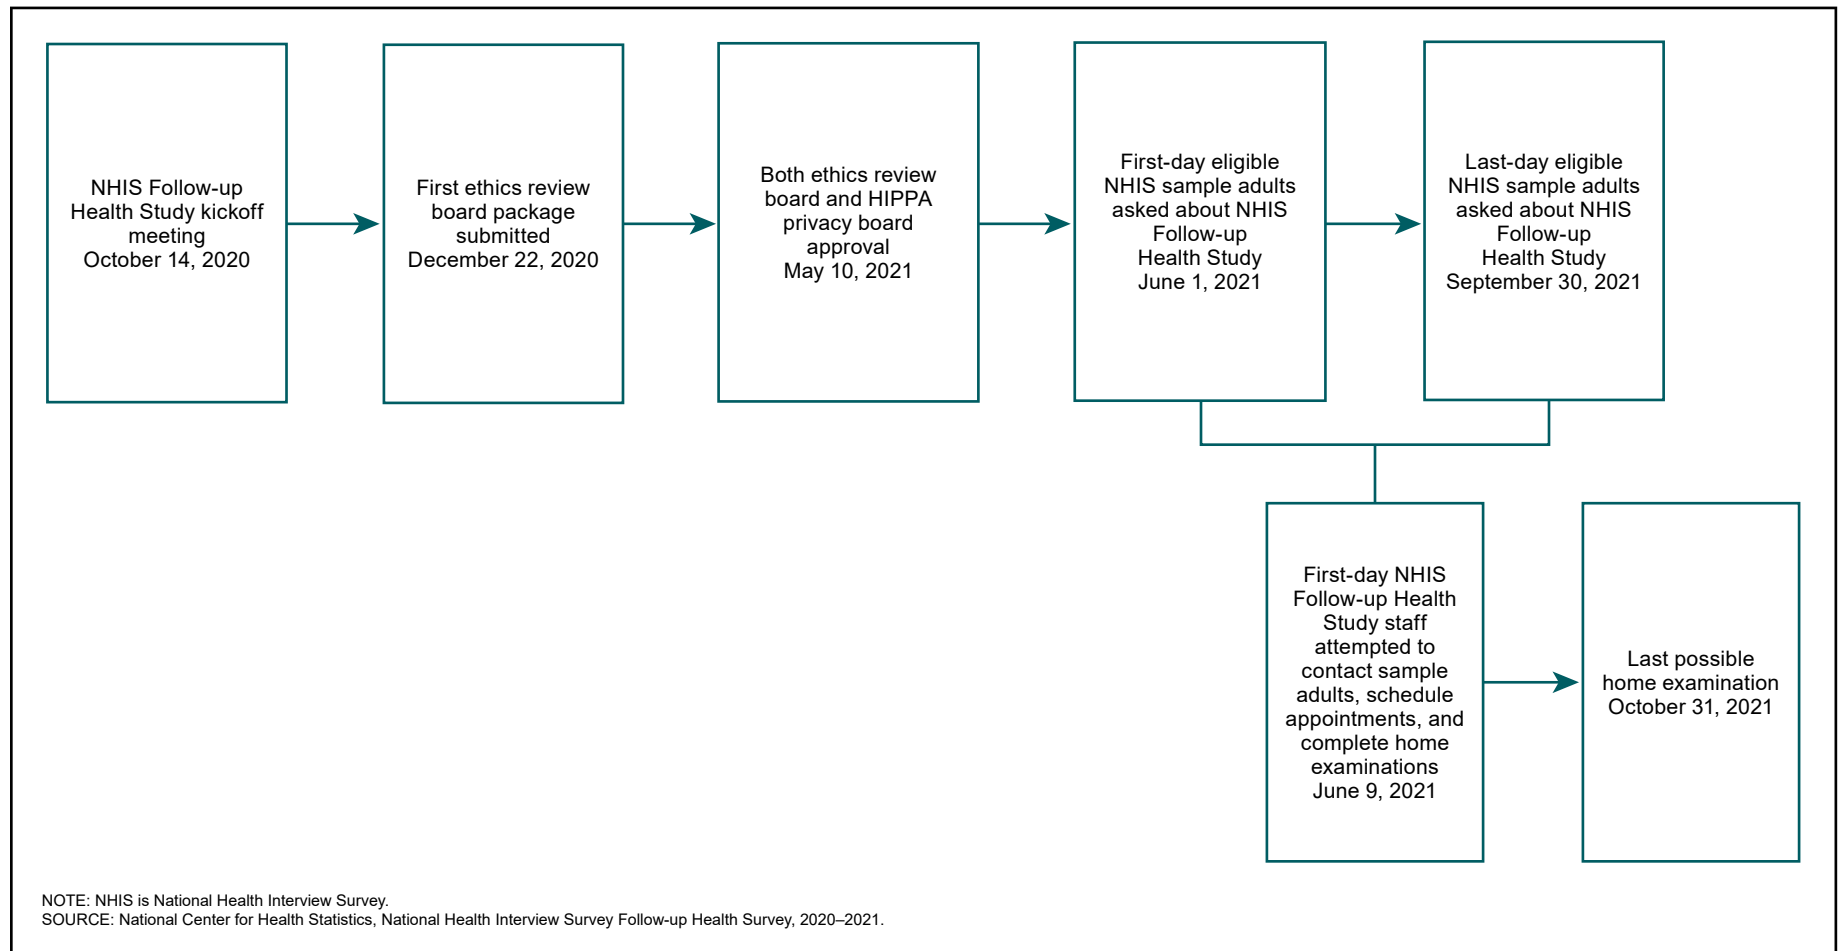 NHIS Follow-up
Health Study kickoff
meeting
October 14, 2020
First ethics review
board package
submitted
December 22, 2020
Both ethics review
board and HIPPA
privacy board
approval
May 10, 2021
First-day eligible
NHIS sample adults
asked about NHIS
Follow-up
Health Study
June 1, 2021
Last-day eligible
NHIS sample adults
asked about NHIS
Follow-up
Health Study
September 30, 2021
First-day NHIS
Follow-up Health
Study staff
attempted to
contact sample
adults, schedule
appointments, and
complete home
examinations
June 9, 2021
Last possible
home examination
October 31, 2021
NOTE: NHIS is National Health Interview Survey.
SOURCE: National Center for Health Statistics, National Health Interview Survey Follow-up Health Survey, 2020–2021.